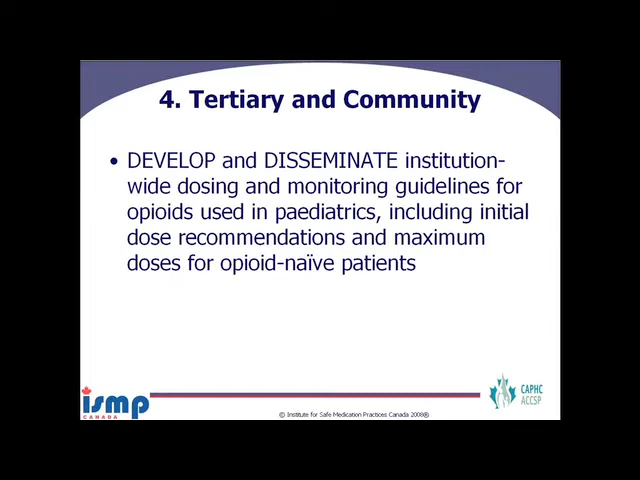 4. Tertiary and Community
• DEVELOP and DISSEMINATE institution-
wide dosing and monitoring guidelines for
opioids used in paediatrics, including initial
dose recommendations and maximum
doses for opioid-naïve patients
ismp
CANADA
© Institute for Safe Medication Practices Canada 2008®
CAPHC
ACCSP